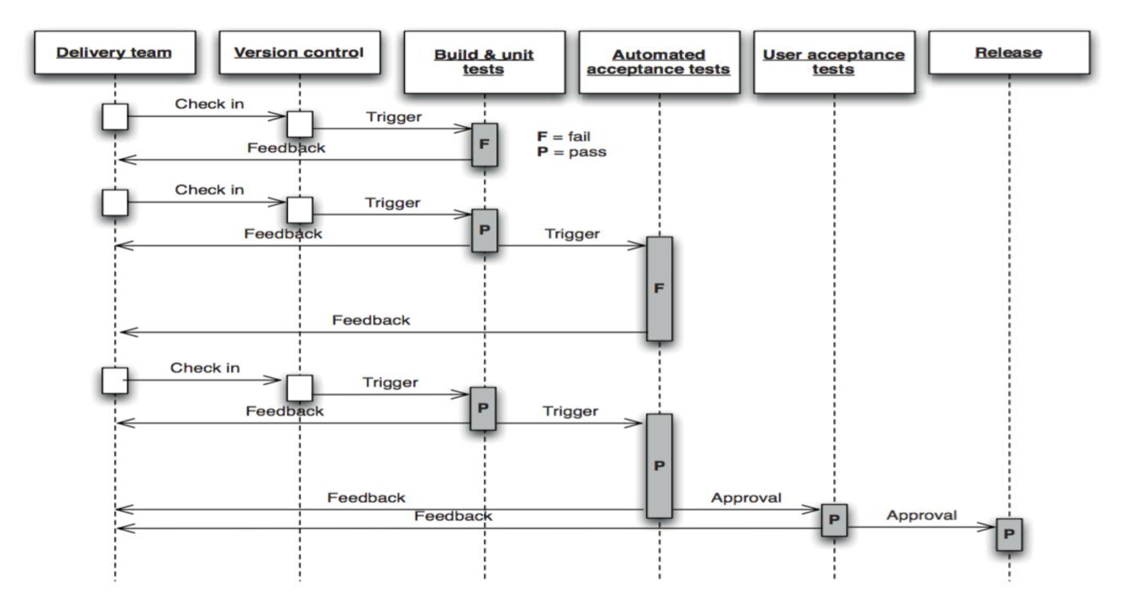 Delivery team
Version control
Build & unit
tests
Automated
acceptance tests
User acceptance
tests
Release
Check in
Trigger
F = fail
P = pass
F
Feedback
Check in
Trigger
P
Feedback
Trigger
F
Feedback
Check in
Trigger
P
Feedback
Trigger
P
Feedback
Approval
Feedback
P
Approval
P